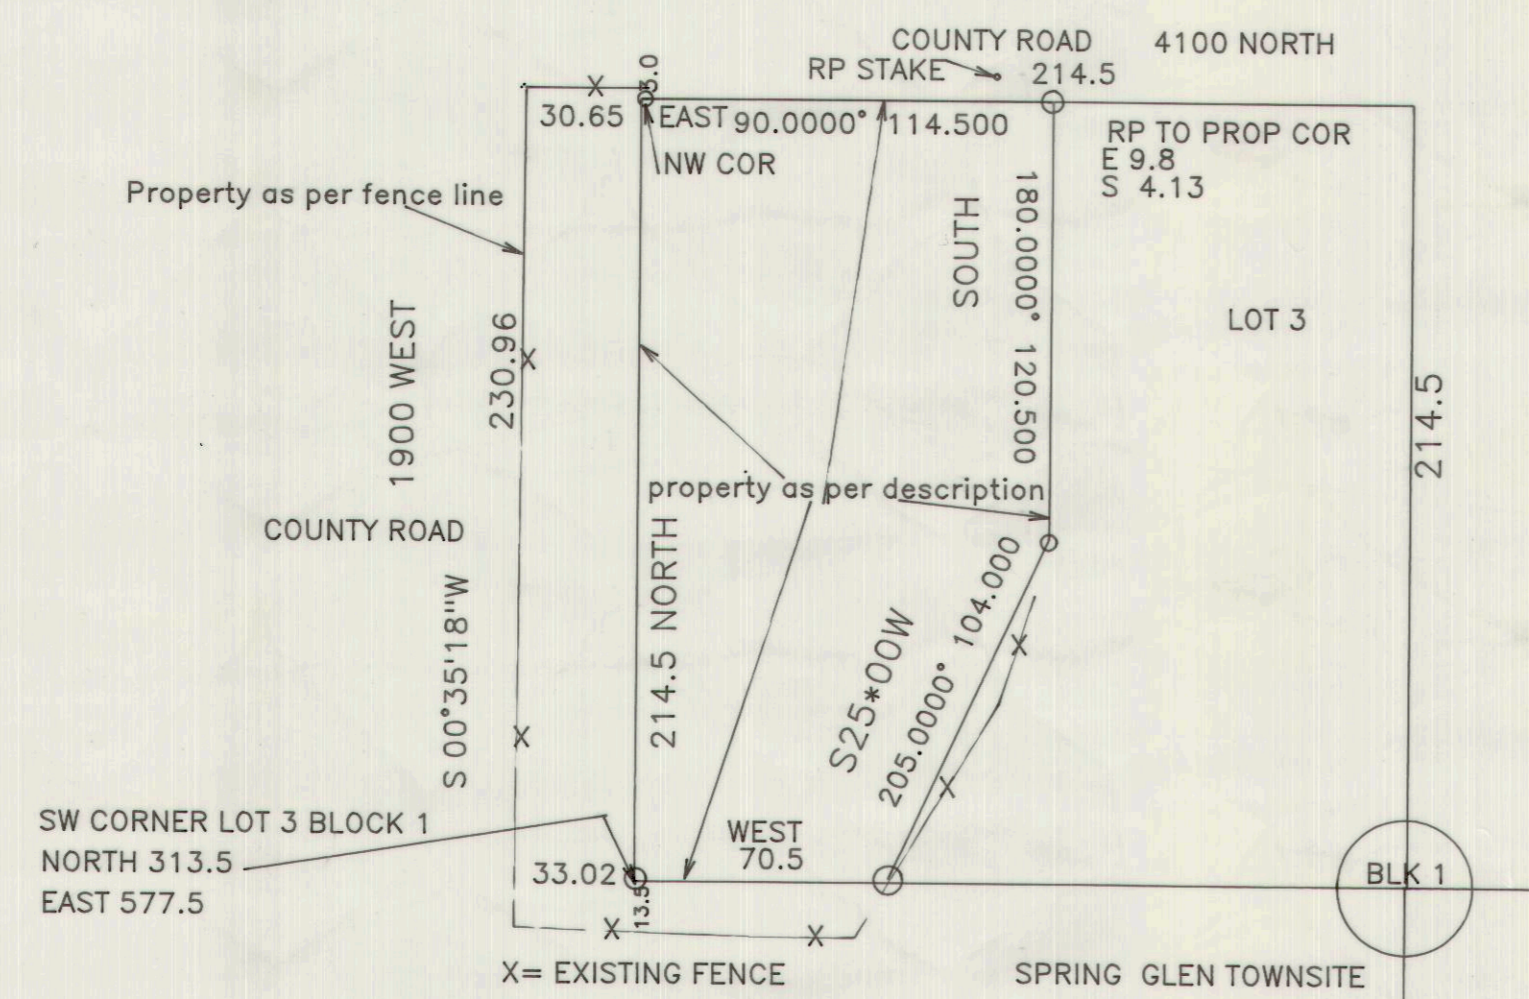 COUNTY ROAD 4100 NORTH
RP STAKE 214.5
3.0
30.65 EAST 90.0000° 114.500
NW COR
RP TO PROP COR
E 9.8
S 4.13
Property as per fence line
SOUTH
180.0000° 120.500
LOT 3
1900 WEST
230.96
214.5
property as per description
COUNTY ROAD
214.5 NORTH
S 00°35'18"W
S25*00W
205.0000° 104.000
SW CORNER LOT 3 BLOCK 1
NORTH 313.5
EAST 577.5
WEST
70.5
33.02
13.5
BLK 1
X= EXISTING FENCE
SPRING GLEN TOWNSITE